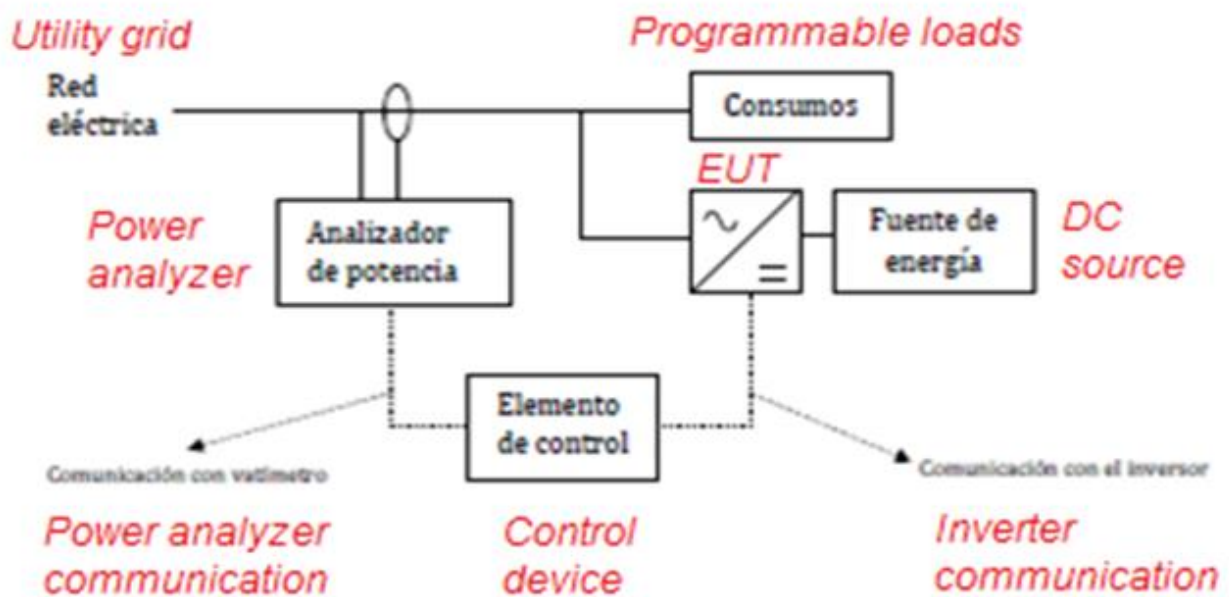 Utility grid
Programmable loads
Red
eléctrica
Consumos
EUT
Power
analyzer
Analizador
de potencia
Fuente de
energía
DC
source
Elemento
de control
Comunicación con vatímetro
Comunicación con el inversor
Power analyzer
communication
Control
device
Inverter
communication